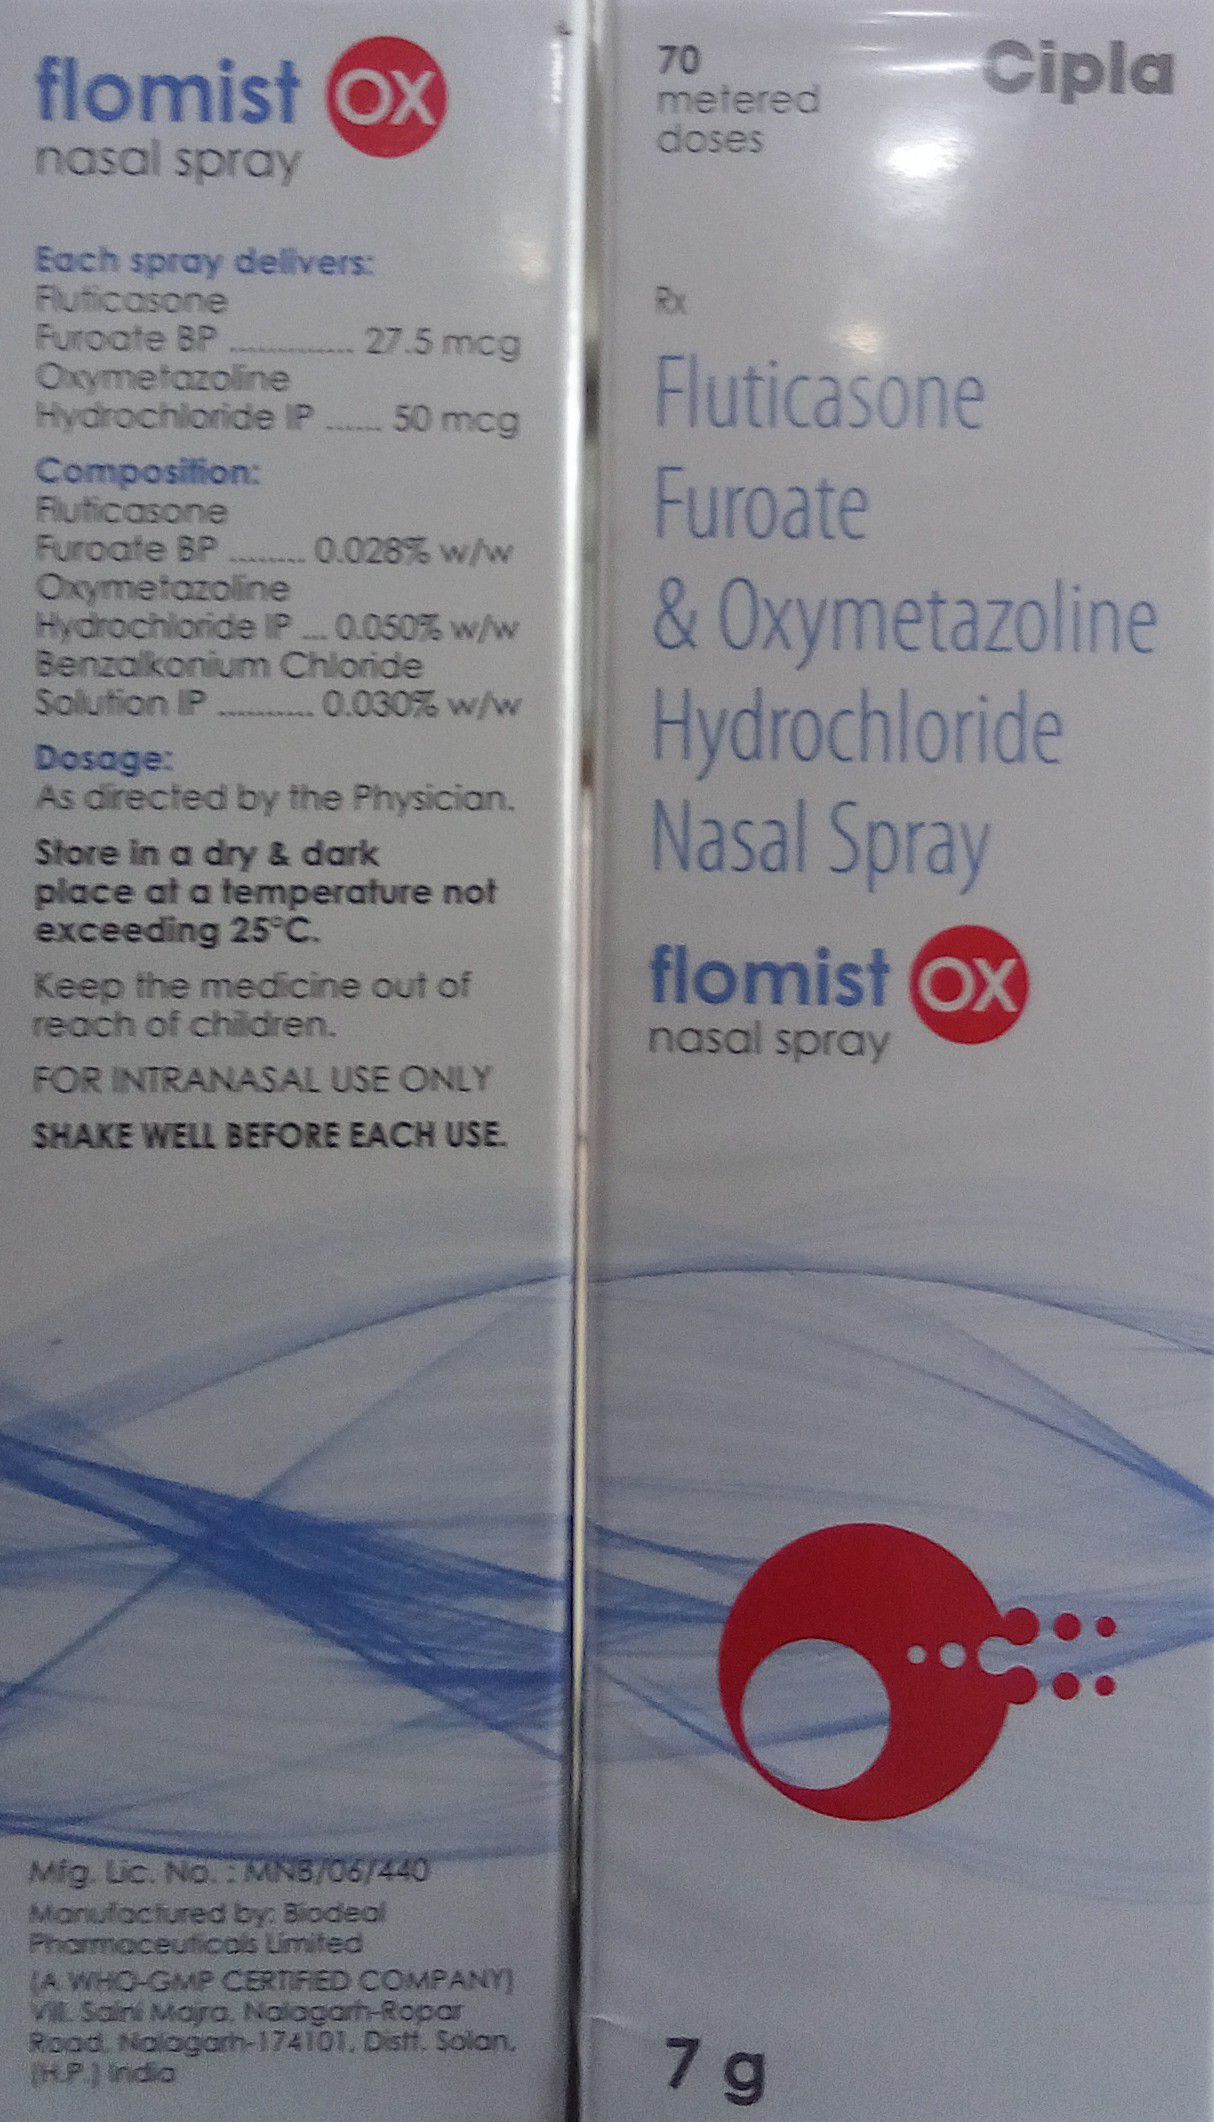 flomist OX
nasal spray
Each spray delivers:
Fluticasone
Furoate BP .............. 27.5 mcg
Oxymetazoline
Hydrochloride IP ...... 50 mcg
Composition:
Fluticasone
Furoate BP ........ 0.028% w/w
Oxymetazoline
Hydrochloride IP ... 0.050% w/w
Benzalkonium Chloride
Solution IP .......... 0.030% w/w
Dosage:
As directed by the Physician.
Store in a dry & dark
place at a temperature not
exceeding 25°C.
Keep the medicine out of
reach of children.
FOR INTRANASAL USE ONLY
SHAKE WELL BEFORE EACH USE.
Mfg. Lic. No. : MNB/06/440
Manufactured by: Biodeal
Pharmaceuticals Limited
(A WHO-GMP CERTIFIED COMPANY)
Vill. Saini Majra, Nalagarh-Ropar
Road, Nalagarh-174101, Distt. Solan,
(H.P.) India
70
metered
doses
Cipla
Rx
Fluticasone
Furoate
& Oxymetazoline
Hydrochloride
Nasal Spray
flomist OX
nasal spray
7 g